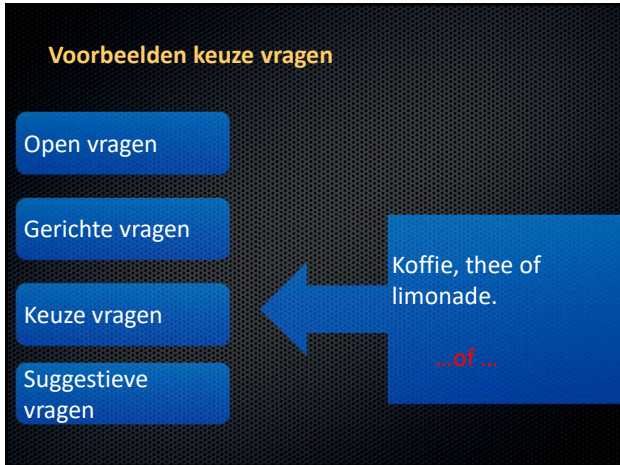 Voorbeelden keuze vragen
Open vragen
Gerichte vragen
Keuze vragen
Suggestieve
vragen
Koffie, thee of
limonade.
...of ...